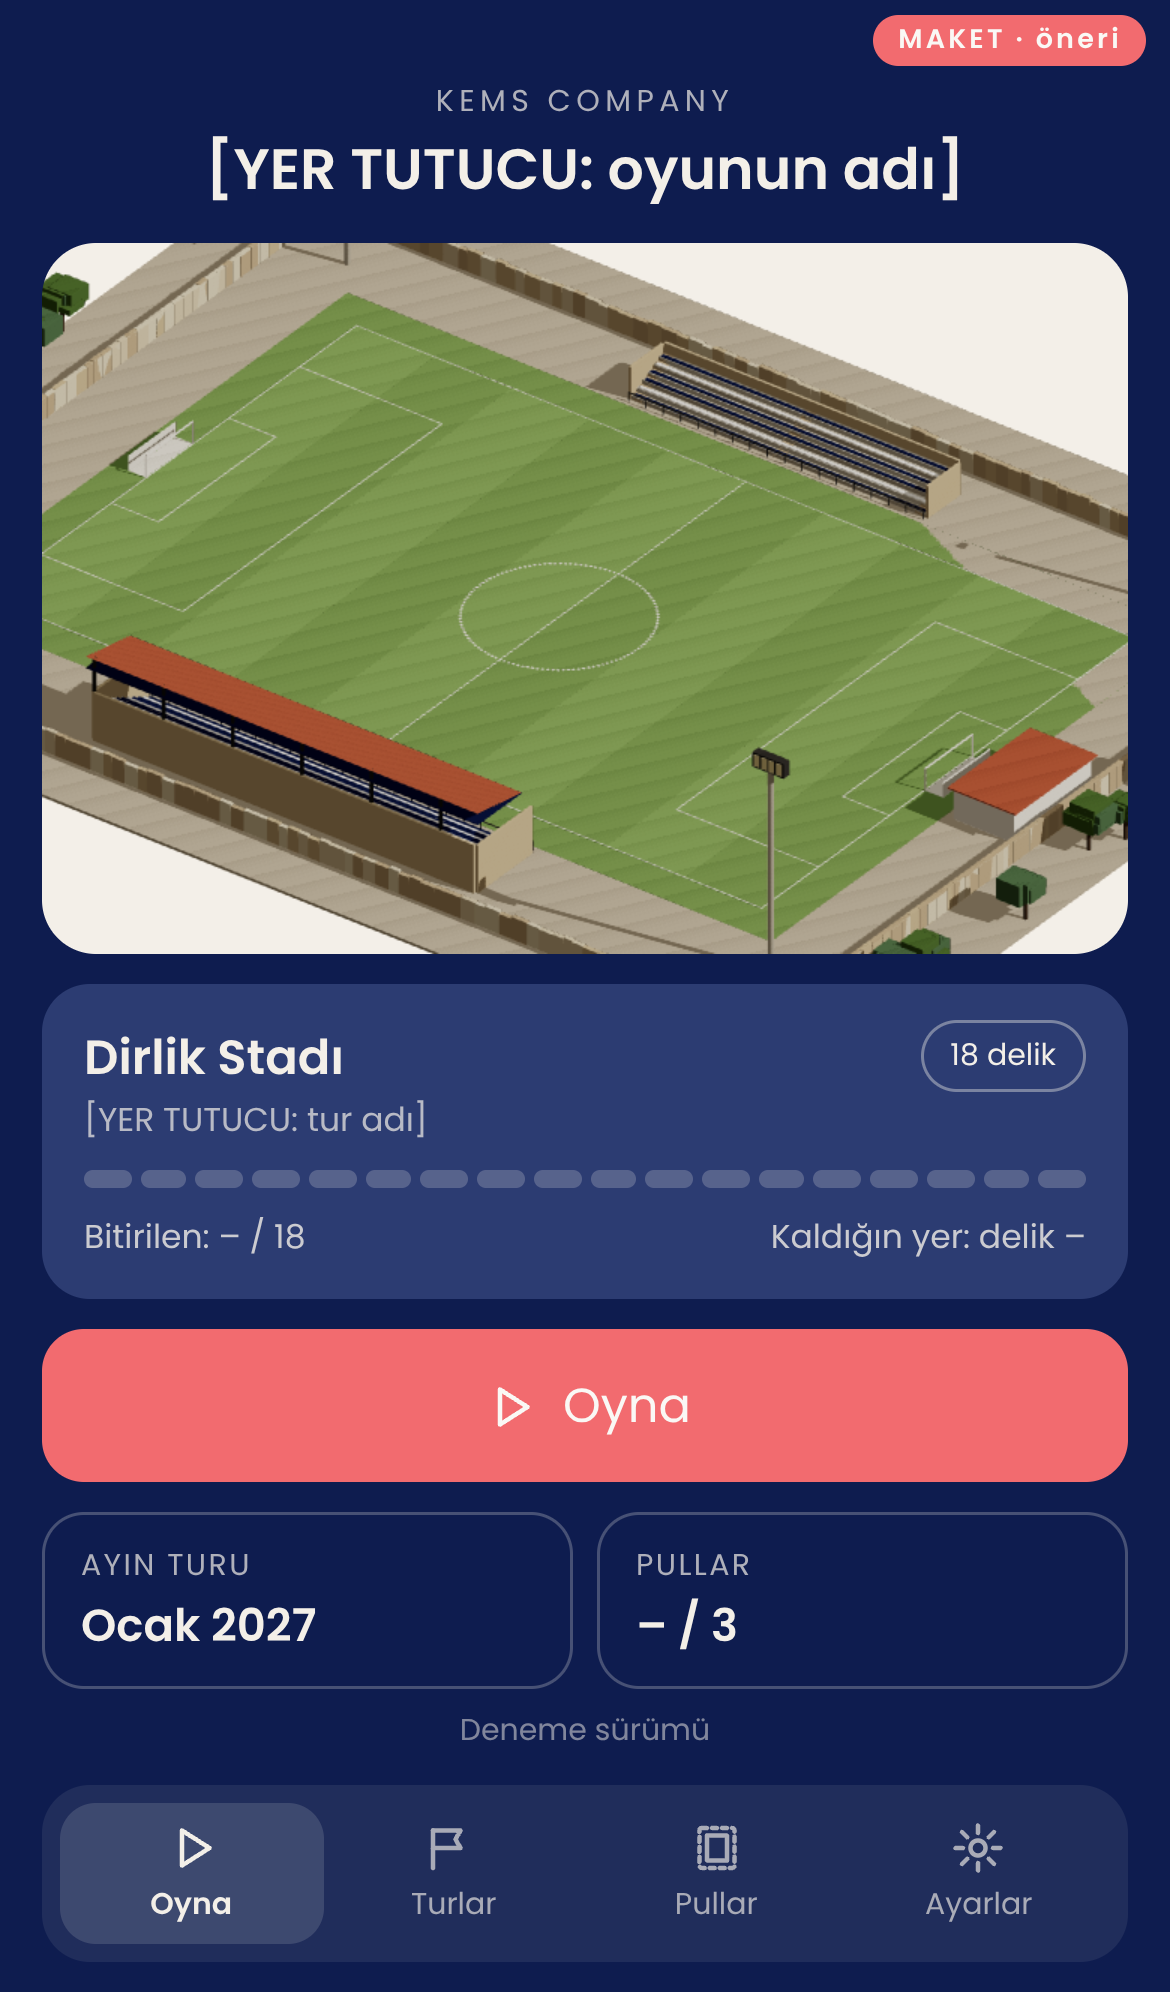 MAKET · öneri
KEMS COMPANY
[YER TUTUCU: oyunun adı]
Dirlik Stadı
18 delik
[YER TUTUCU: tur adı]
Bitirilen: – / 18
Kaldığın yer: delik –
Oyna
AYIN TURU
Ocak 2027
PULLAR
– / 3
Deneme sürümü
Oyna
Turlar
Pullar
Ayarlar